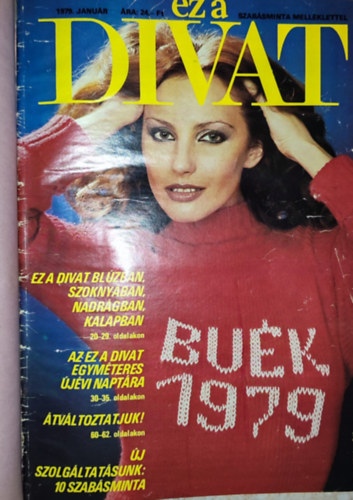 1979. JANUÁR ÁRA: 24,- Ft SZABÁSMINTA MELLÉKLETTEL
ez a
DIVAT
EZ A DIVAT BLÚZBAN,
SZOKNYÁBAN,
NADRÁGBAN,
KALAPBAN
20–29. oldalakon
AZ EZ A DIVAT
EGYMÉTERES
ÚJÉVI NAPTÁRA
30–35. oldalakon
ÁTVÁLTOZTATJUK!
60–62. oldalakon
ÚJ
SZOLGÁLTATÁSUNK:
10 SZABÁSMINTA
BUÉK
1979